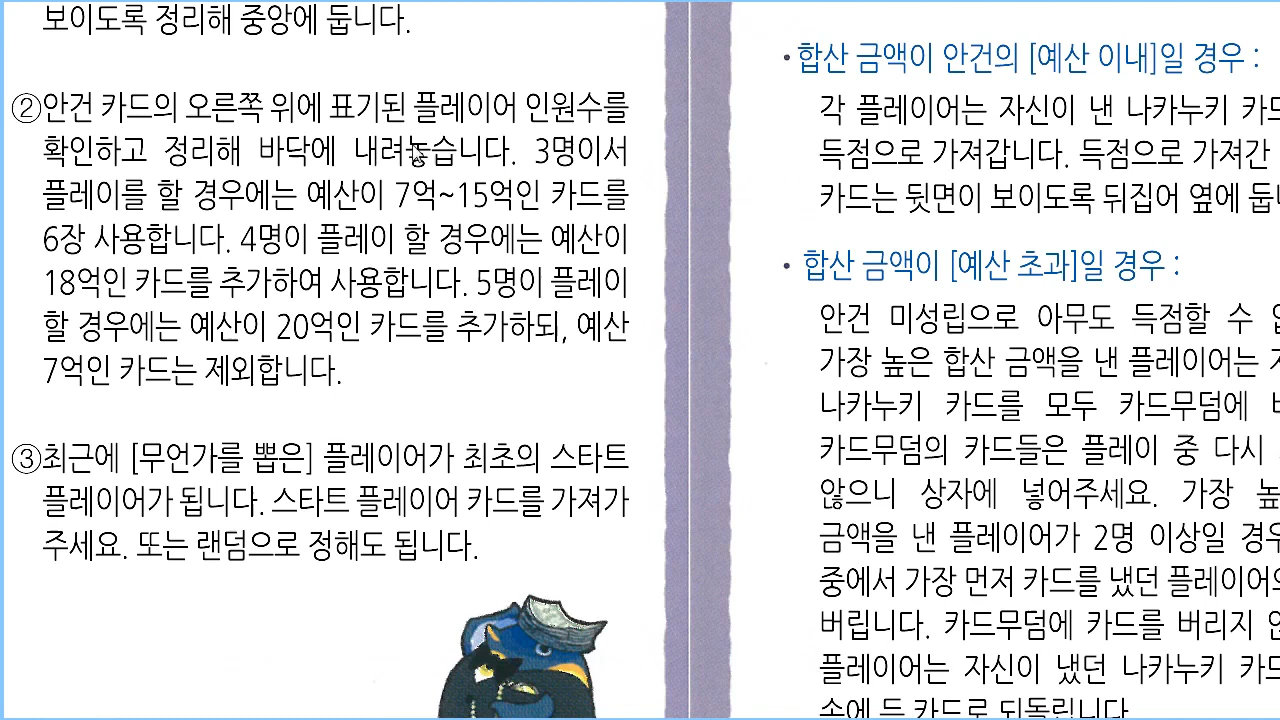 보이도록 정리해 중앙에 둡니다.
②안건 카드의 오른쪽 위에 표기된 플레이어 인원수를
확인하고 정리해 바닥에 내려놓습니다. 3명이서
플레이를 할 경우에는 예산이 7억~15억인 카드를
6장 사용합니다. 4명이 플레이 할 경우에는 예산이
18억인 카드를 추가하여 사용합니다. 5명이 플레이
할 경우에는 예산이 20억인 카드를 추가하되, 예산
7억인 카드는 제외합니다.
③최근에 [무언가를 뽑은] 플레이어가 최초의 스타트
플레이어가 됩니다. 스타트 플레이어 카드를 가져가
주세요. 또는 랜덤으로 정해도 됩니다.
• 합산 금액이 안건의 [예산 이내]일 경우 :
각 플레이어는 자신이 낸 나카누키 카드
득점으로 가져갑니다. 득점으로 가져간
카드는 뒷면이 보이도록 뒤집어 옆에
• 합산 금액이 [예산 초과]일 경우 :
안건 미성립으로 아무도 득점할 수
가장 높은 합산 금액을 낸 플레이어는
나카누키 카드를 모두 카드무덤에
카드무덤의 카드들은 플레이 중 다시
않으니 상자에 넣어주세요. 가장
금액을 낸 플레이어가 2명 이상일
중에서 가장 먼저 카드를 냈던 플레이어의
버립니다. 카드무덤에 카드를 버리지
플레이어는 자신이 냈던 나카누키 카드
손에 든 카드로 되돌립니다.